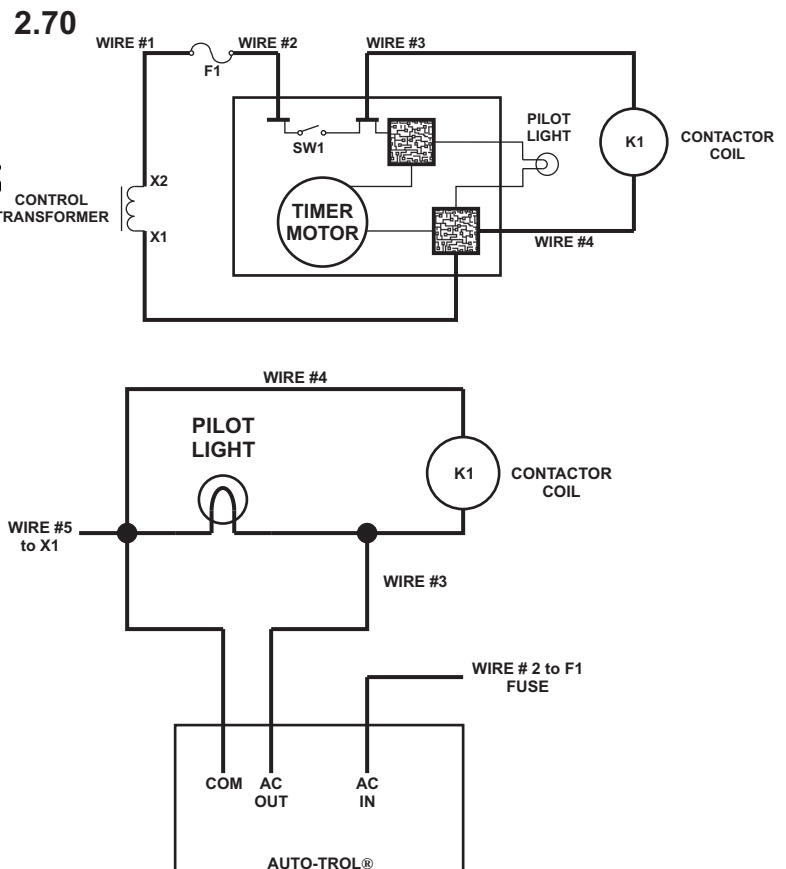 2.70
WIRE #1
WIRE #2
WIRE #3
F1
SW1
PILOT
LIGHT
K1
CONTACTOR
COIL
X2
CONTROL
TRANSFORMER
X1
TIMER
MOTOR
WIRE #4
WIRE #4
PILOT
LIGHT
K1
CONTACTOR
COIL
WIRE #5
to X1
WIRE #3
WIRE # 2 to F1
FUSE
COM
AC
OUT
AC
IN
AUTO-TROL®